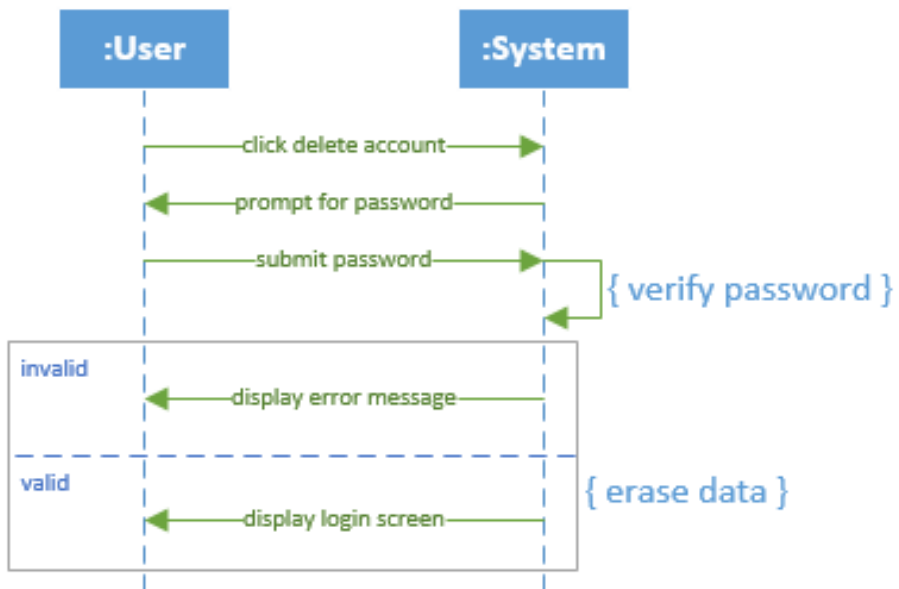 :User
:System
click delete account
prompt for password
submit password
{ verify password }
invalid
display error message
valid
{ erase data }
display login screen